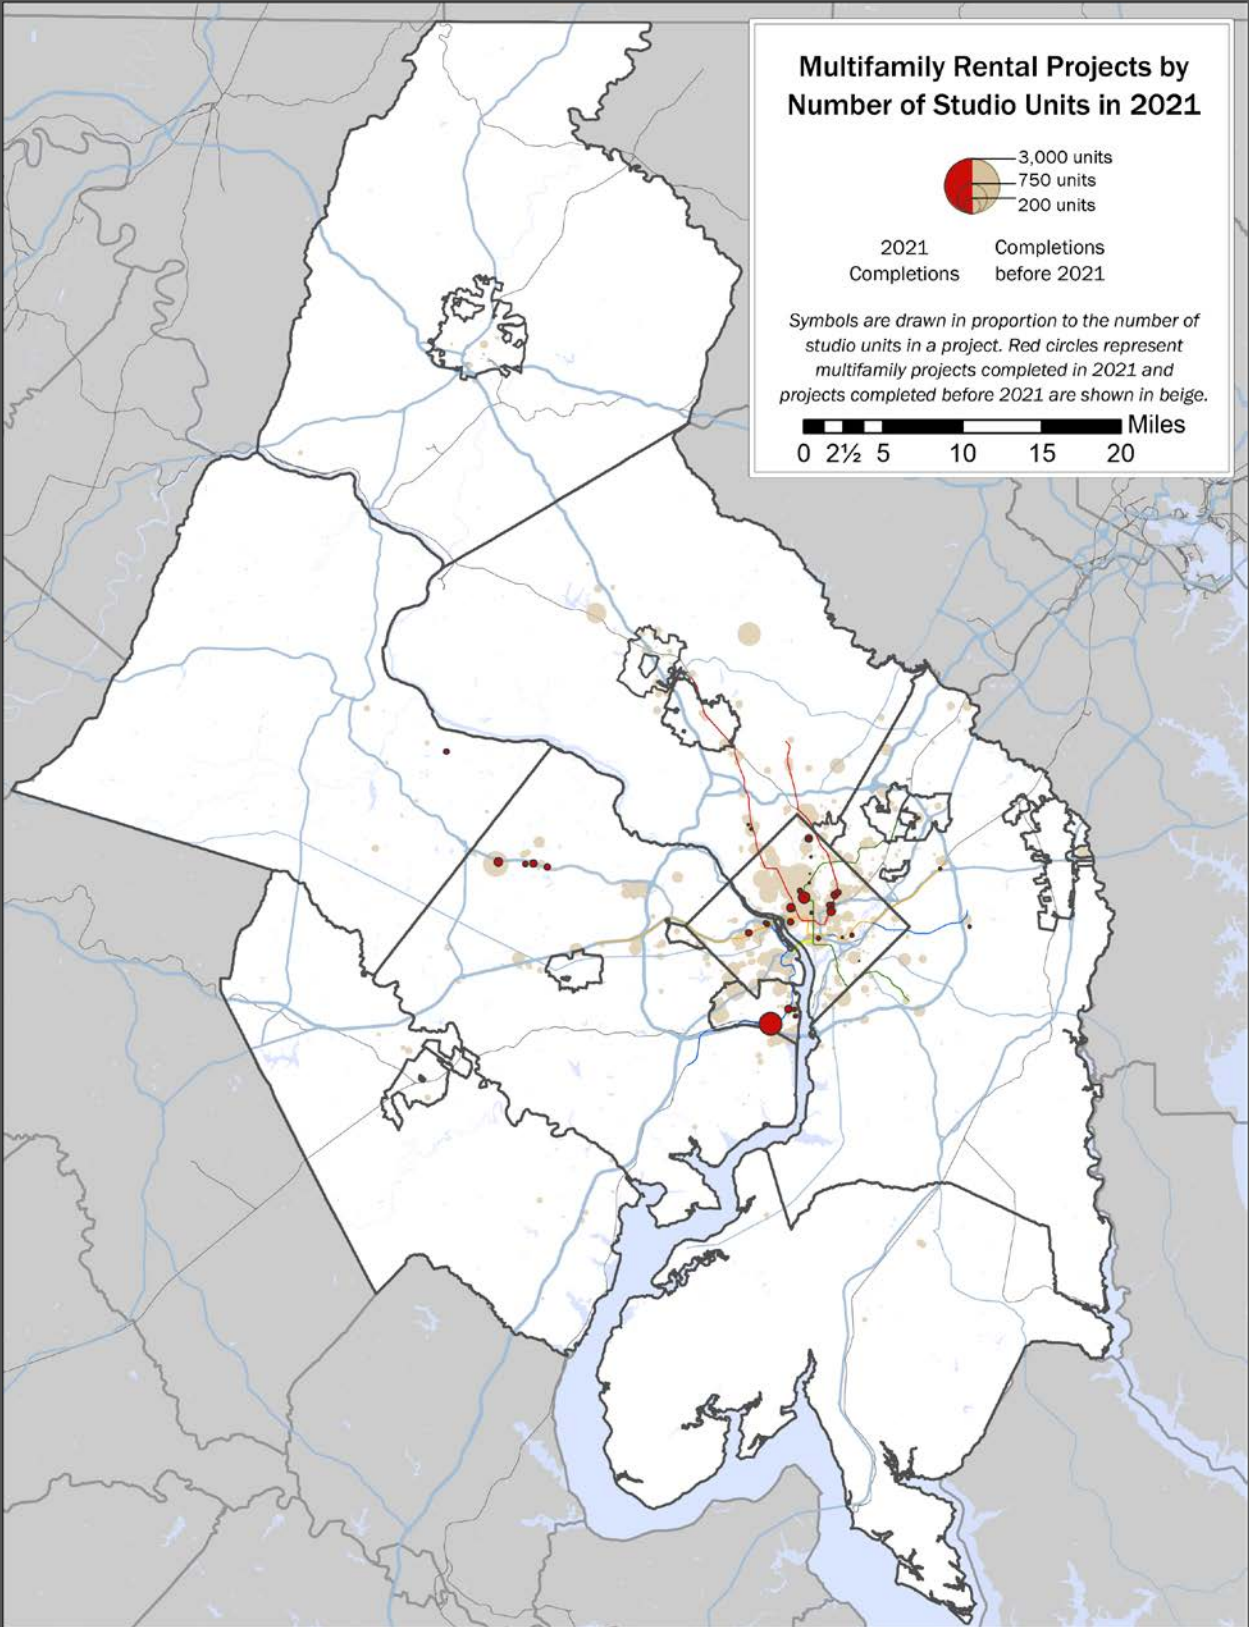 Multifamily Rental Projects by
Number of Studio Units in 2021
3,000 units
750 units
200 units
2021 Completions
Completions before 2021
Symbols are drawn in proportion to the number of
studio units in a project. Red circles represent
multifamily projects completed in 2021 and
projects completed before 2021 are shown in beige.
Miles
0 2½ 5 10 15 20